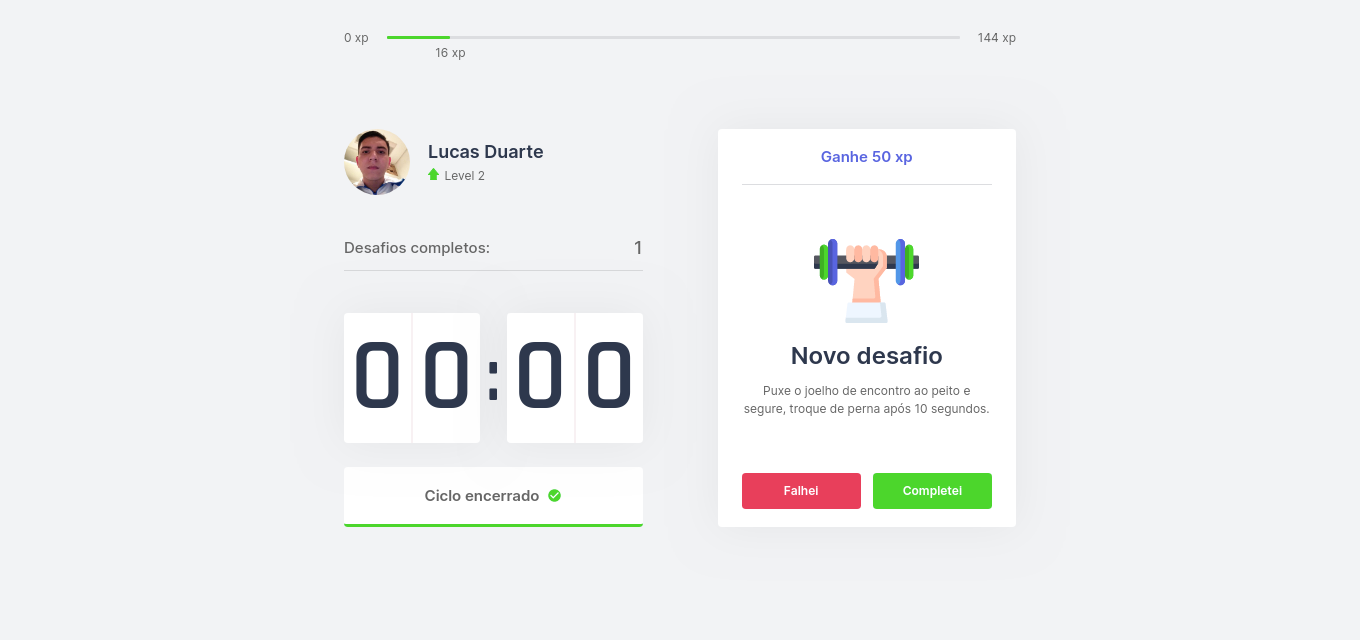 0 xp
144 xp
16 xp
Lucas Duarte
Level 2
Desafios completos:
1
00:00
Ciclo encerrado
Ganhe 50 xp
Novo desafio
Puxe o joelho de encontro ao peito e
segure, troque de perna após 10 segundos.
Falhei
Completei